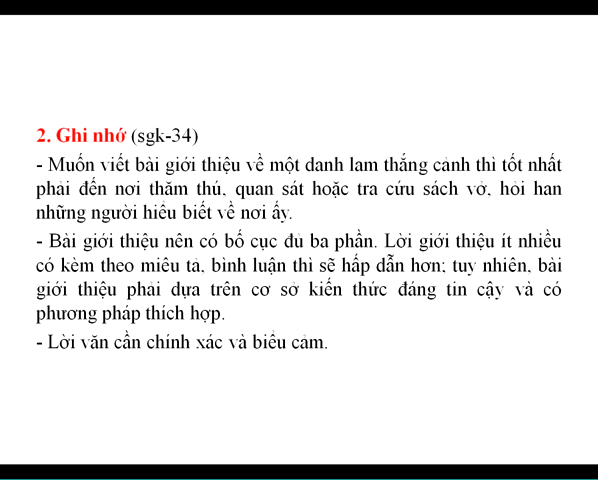 2. Ghi nhớ (sgk-34)
- Muốn viết bài giới thiệu về một danh lam thắng cảnh thì tốt nhất
phải đến nơi thăm thú, quan sát hoặc tra cứu sách vở, hỏi han
những người hiểu biết về nơi ấy.
- Bài giới thiệu nên có bố cục đủ ba phần. Lời giới thiệu ít nhiều
có kèm theo miêu tả, bình luận thì sẽ hấp dẫn hơn; tuy nhiên, bài
giới thiệu phải dựa trên cơ sở kiến thức đáng tin cậy và có
phương pháp thích hợp.
- Lời văn cần chính xác và biểu cảm.